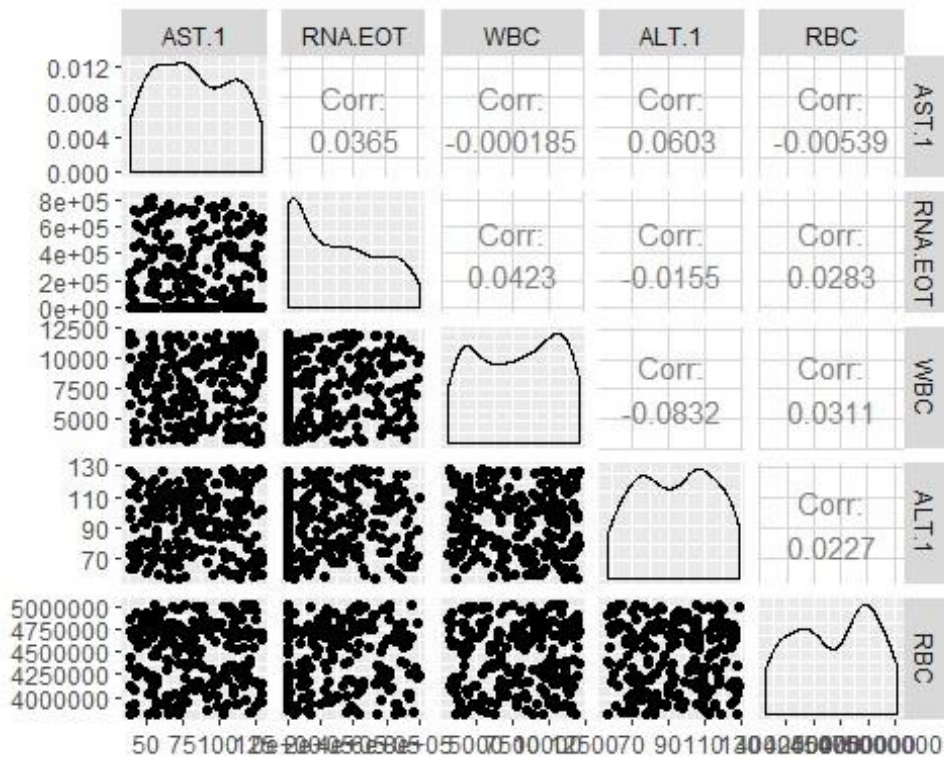 AST.1 RNA.EOT WBC ALT.1 RBC
0.012
0.008
0.004
0.000
Corr:
0.0365
Corr:
-0.000185
Corr:
0.0603
Corr:
-0.00539
AST.1
8e+05
6e+05
4e+05
2e+05
0e+00
Corr:
0.0423
Corr:
-0.0155
Corr:
0.0283
RNA.EOT
12500
10000
7500
5000
Corr:
-0.0832
Corr:
0.0311
WBC
130
110
90
70
Corr:
0.0227
ALT.1
5000000
4750000
4500000
4250000
4000000
RBC
50 75 100 70 90 110